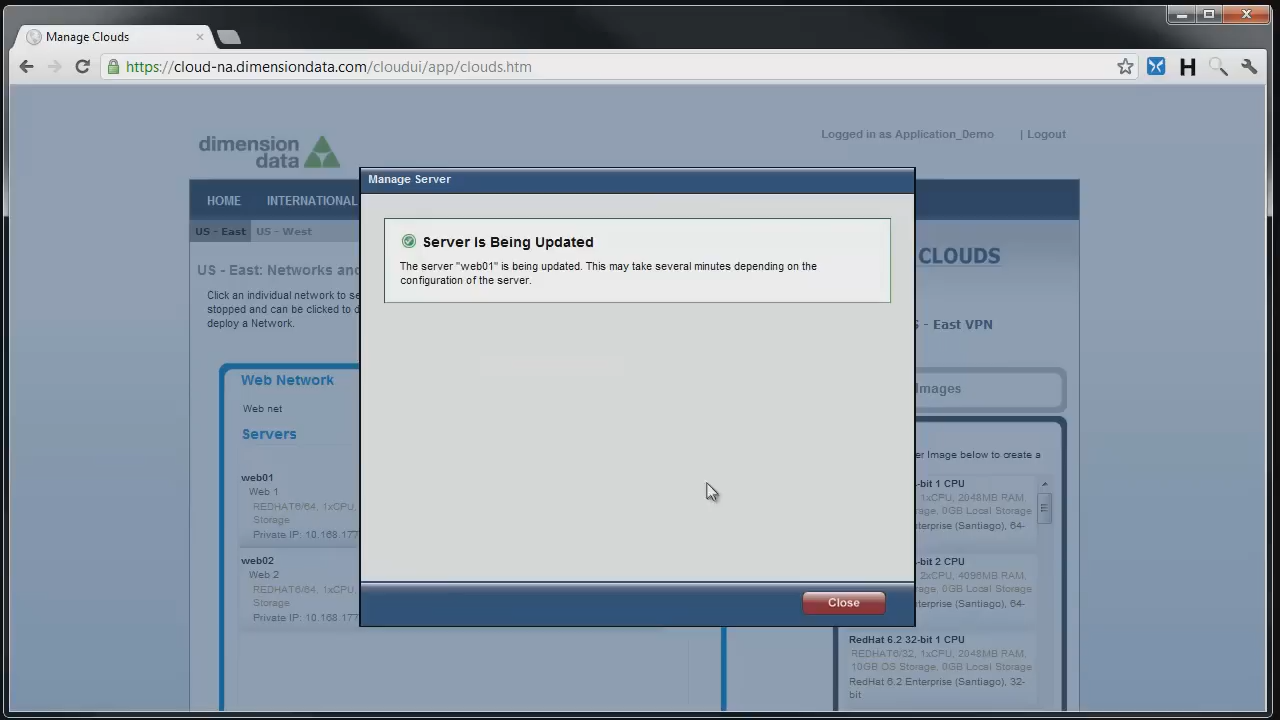 Manage Clouds
https://cloud-na.dimensiondata.com/cloudui/app/clouds.htm
H
dimension
data
Logged in as Application_Demo | Logout
HOME INTERNATIONAL
US - East US - West
Manage Server
Server Is Being Updated
The server "web01" is being updated. This may take several minutes depending on the
configuration of the server.
Close
US - East: Networks and
Click an individual network to se
stopped and can be clicked to d
deploy a Network.
CLOUDS
S - East VPN
Web Network
Web net
Servers
web01
Web 1
REDHAT6/64, 1xCPU,
Storage
Private IP: 10.168.177
web02
Web 2
REDHAT6/64, 1xCPU,
Storage
Private IP: 10.168.177
Images
er Image below to create a
-bit 1 CPU
1xCPU, 2048MB RAM,
rage, 0GB Local Storage
terprise (Santiago), 64-
-bit 2 CPU
2xCPU, 4096MB RAM,
rage, 0GB Local Storage
terprise (Santiago), 64-
RedHat 6.2 32-bit 1 CPU
REDHAT6/32, 1xCPU, 2048MB RAM,
10GB OS Storage, 0GB Local Storage
RedHat 6.2 Enterprise (Santiago), 32-
bit